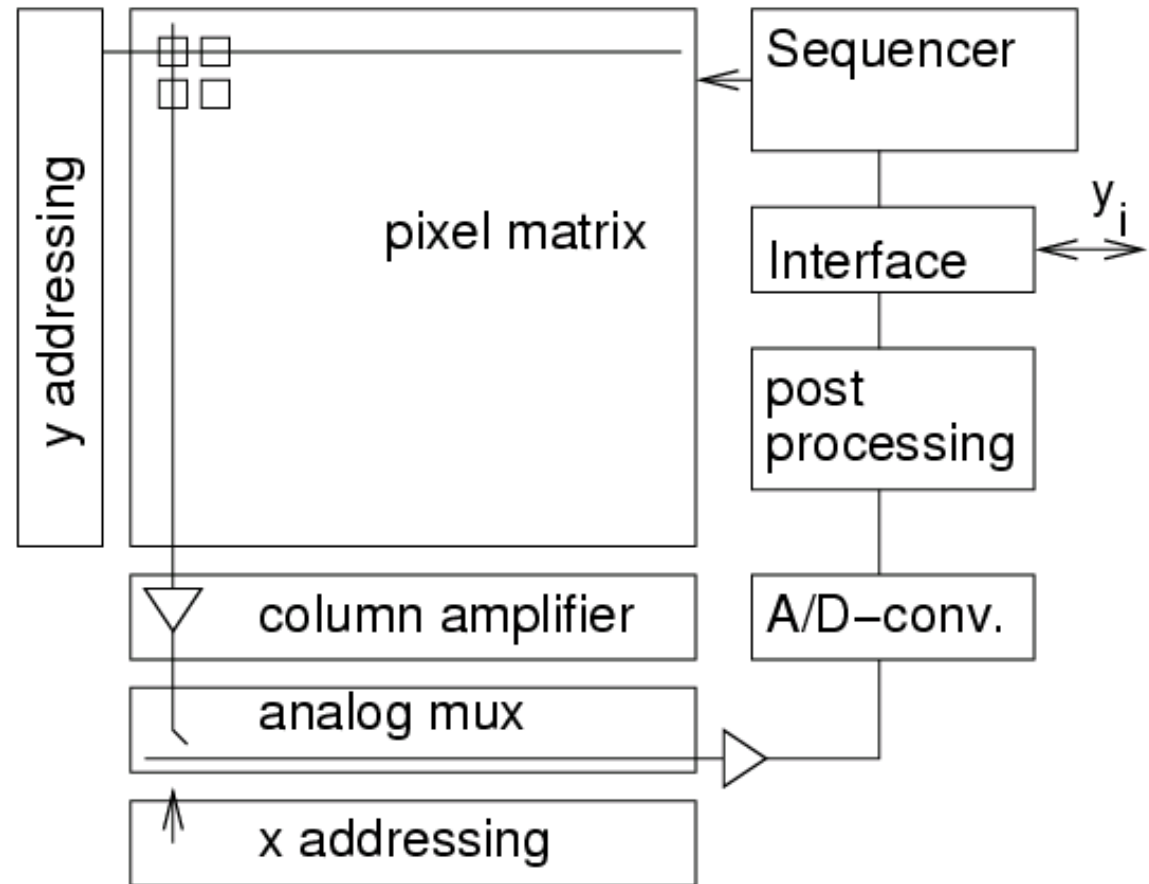 y addressing
pixel matrix
column amplifier
analog mux
x addressing
Sequencer
y
i
Interface
post
processing
A/D−conv.